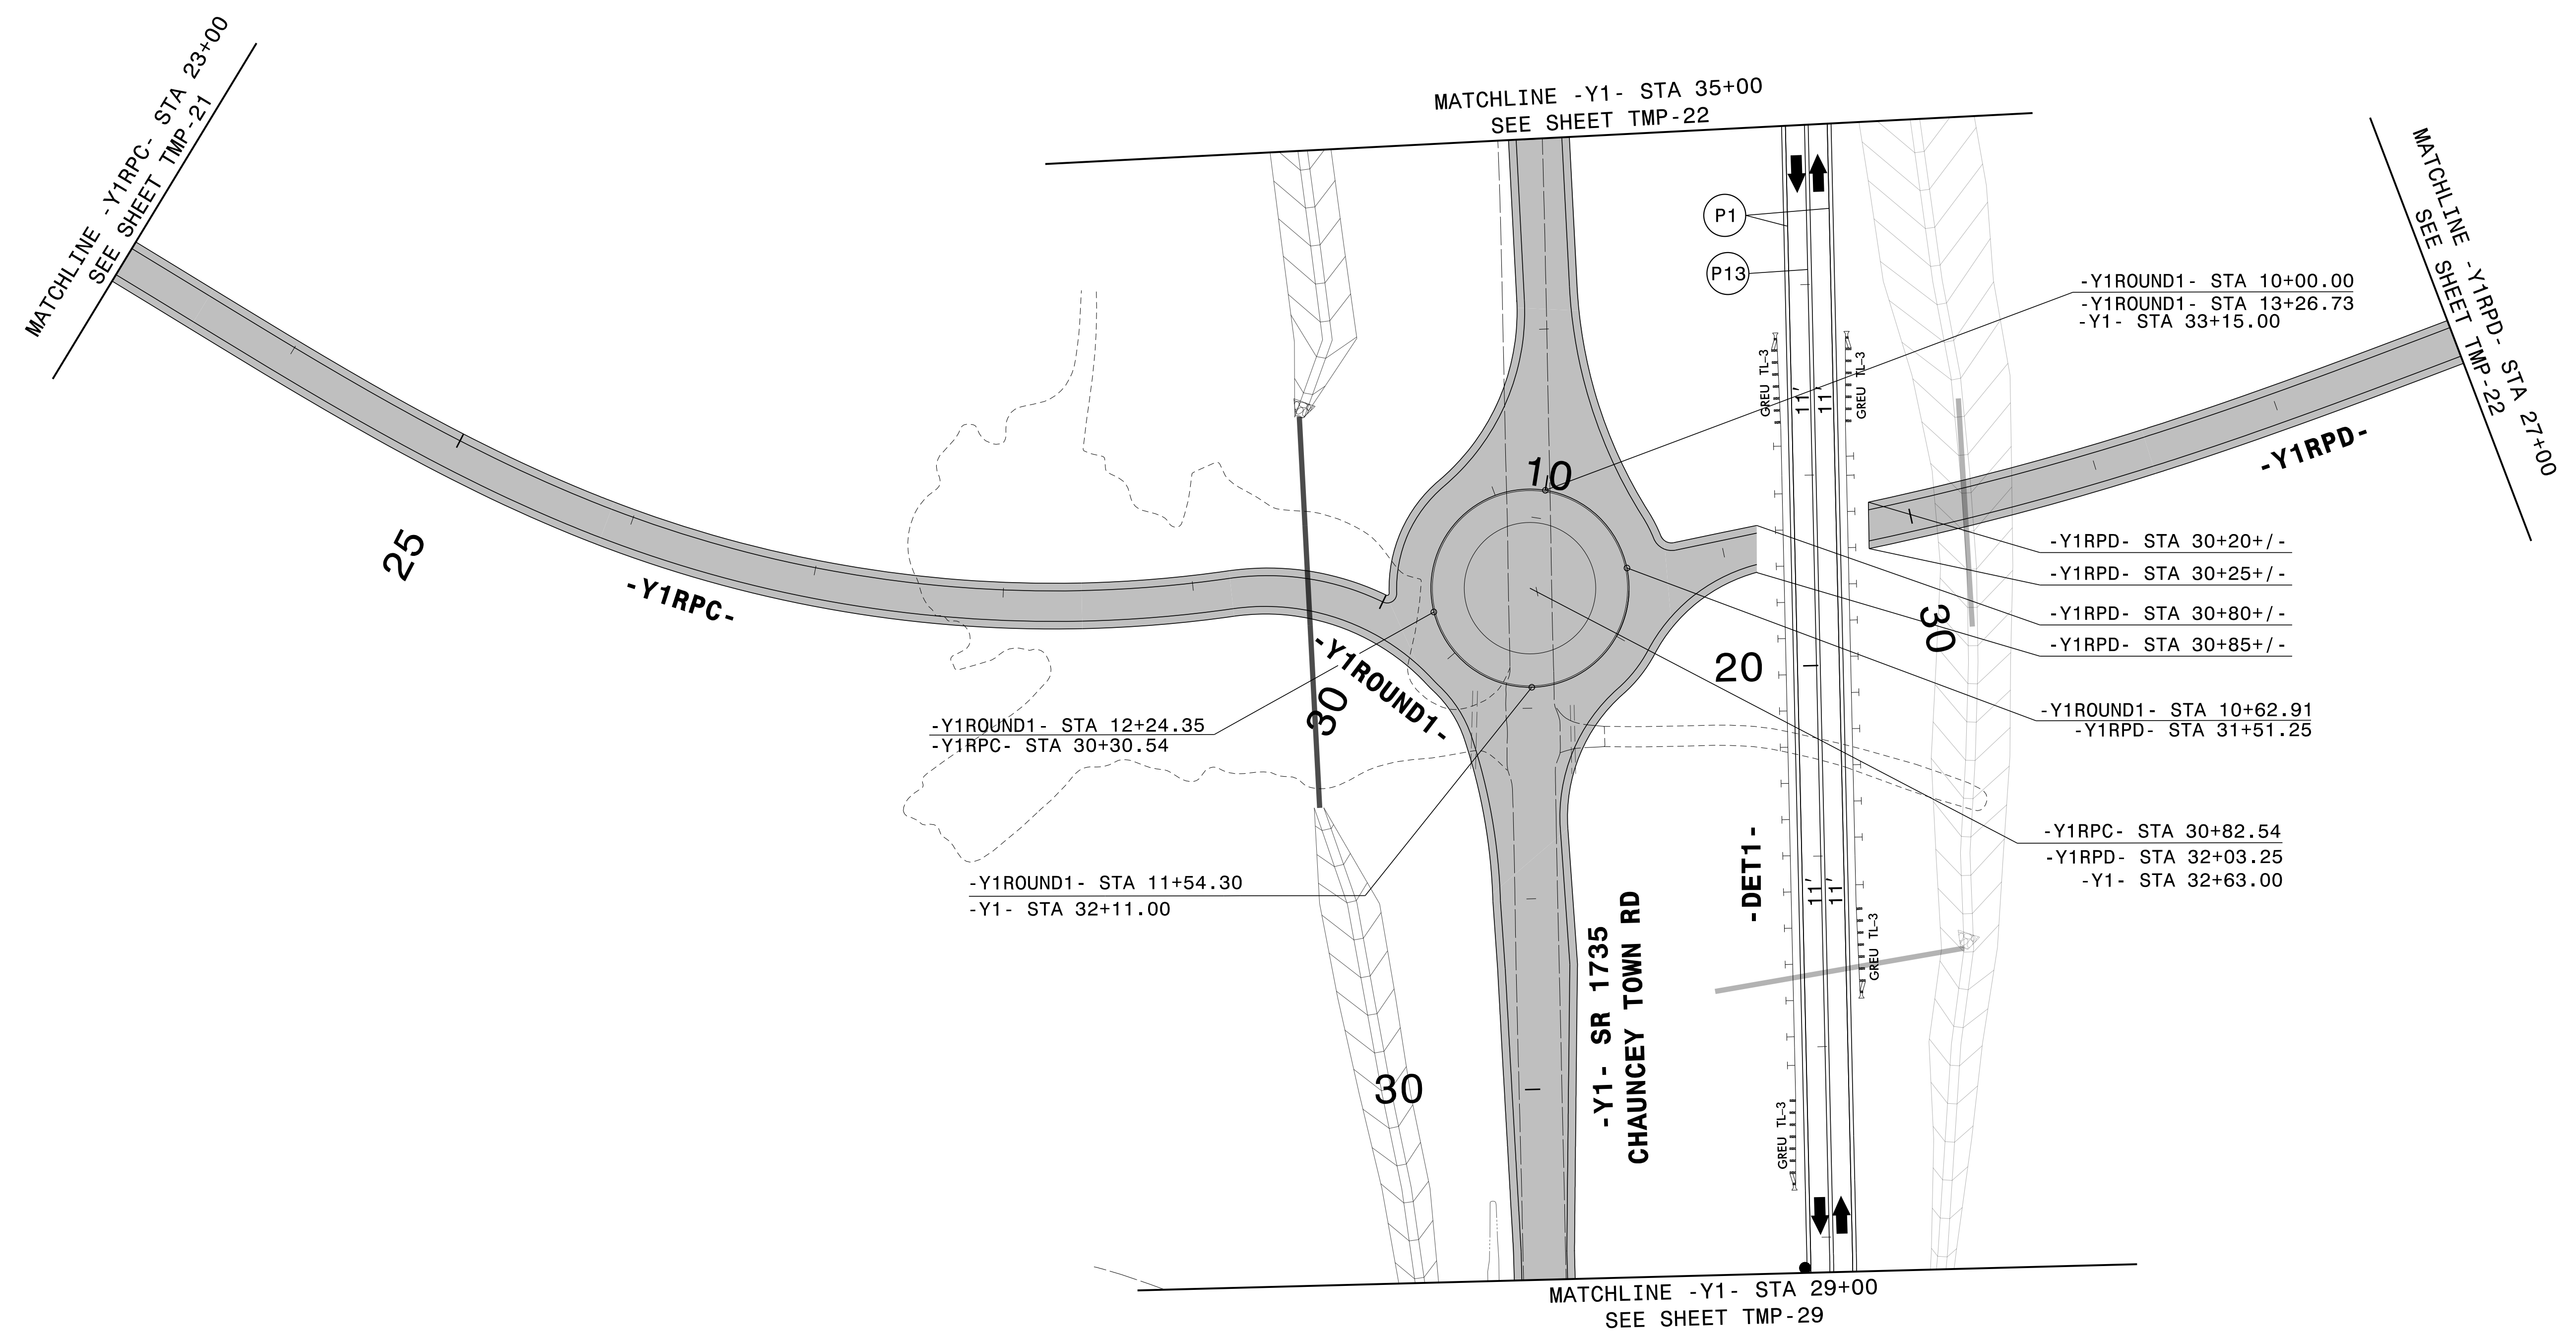 MATCHLINE -Y1RPC- STA 23+00
SEE SHEET TMP-21
MATCHLINE -Y1- STA 35+00
SEE SHEET TMP-22
MATCHLINE -Y1RPD- STA 27+00
SEE SHEET TMP-22
P1
P13
-Y1ROUND1- STA 10+00.00
-Y1ROUND1- STA 13+26.73
-Y1- STA 33+15.00
GREU TL-3
11'
11'
GREU TL-3
10
-Y1RPD-
25
-Y1RPC-
-Y1RPD- STA 30+20+/-
-Y1RPD- STA 30+25+/-
-Y1RPD- STA 30+80+/-
-Y1RPD- STA 30+85+/-
30
20
-Y1ROUND1-
30
-Y1ROUND1- STA 12+24.35
-Y1RPC- STA 30+30.54
-Y1ROUND1- STA 10+62.91
-Y1RPD- STA 31+51.25
-Y1RPC- STA 30+82.54
-Y1RPD- STA 32+03.25
-Y1- STA 32+63.00
-Y1ROUND1- STA 11+54.30
-Y1- STA 32+11.00
-DET1-
11'
11'
GREU TL-3
-Y1- SR 1735
CHAUNCEY TOWN RD
30
GREU TL-3
MATCHLINE -Y1- STA 29+00
SEE SHEET TMP-29